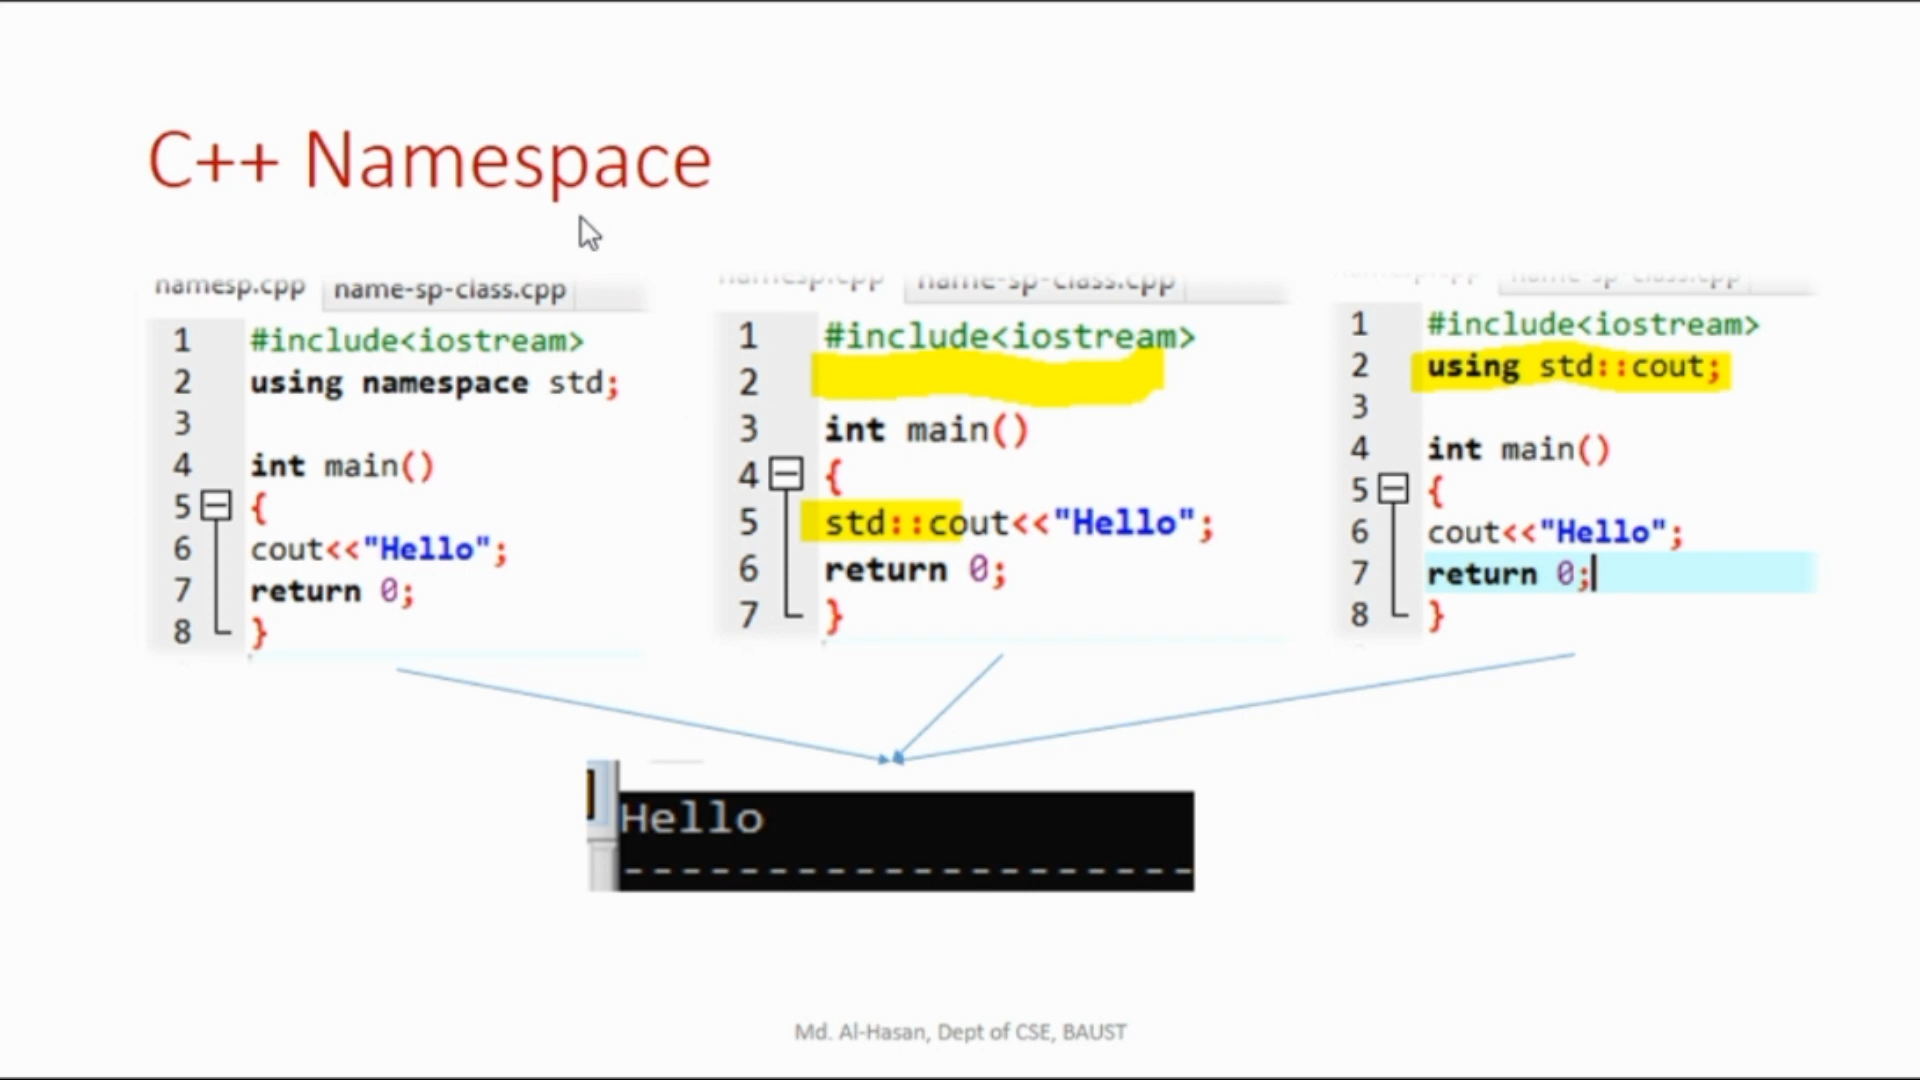 C++ Namespace
namesp.cpp name-sp-class.cpp
1 #include<iostream>
2 using namespace std;
3
4 int main()
5 {
6 cout<<"Hello";
7 return 0;
8 }
namesp.cpp name-sp-class.cpp
1 #include<iostream>
2
3 int main()
4 {
5 std::cout<<"Hello";
6 return 0;
7 }
name-sp-class.cpp
1 #include<iostream>
2 using std::cout;
3
4 int main()
5 {
6 cout<<"Hello";
7 return 0;
8 }
Hello
--------------------
Md. Al-Hasan, Dept of CSE, BAUST